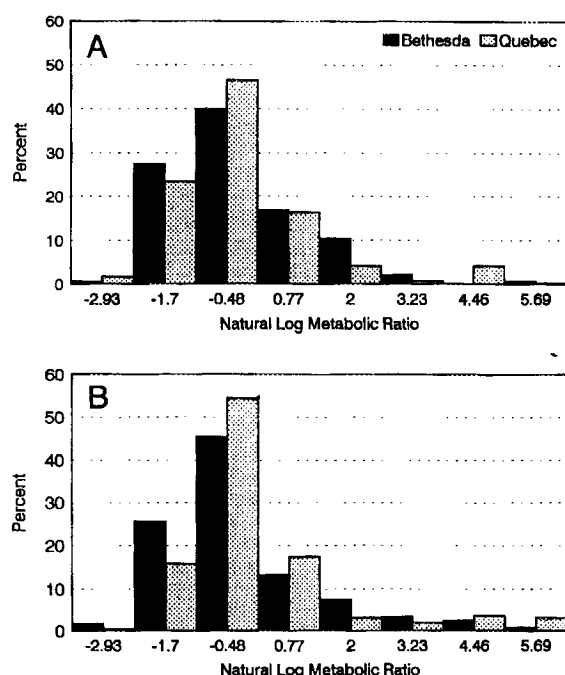 A
Bethesda Quebec
60
50
40
30
20
10
0
Percent
-2.93 -1.7 -0.48 0.77 2 3.23 4.46 5.69
Natural Log Metabolic Ratio
B
60
50
40
30
20
10
0
Percent
-2.93 -1.7 -0.48 0.77 2 3.23 4.46 5.69
Natural Log Metabolic Ratio